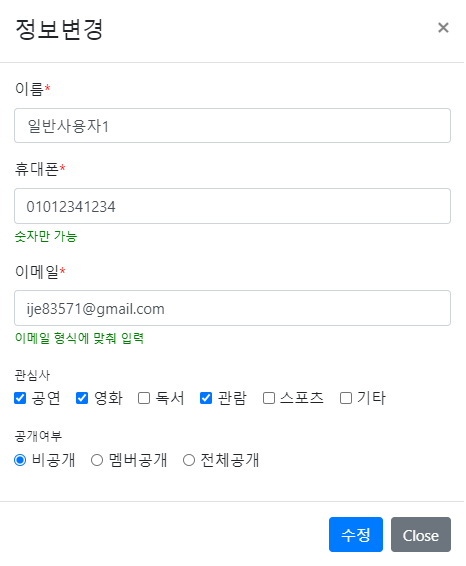 정보변경 ×
이름*
일반사용자1
휴대폰*
01012341234
숫자만 가능
이메일*
ije83571@gmail.com
이메일 형식에 맞춰 입력
관심사
공연 영화 독서 관람 스포츠 기타
공개여부
비공개 멤버공개 전체공개
수정 Close